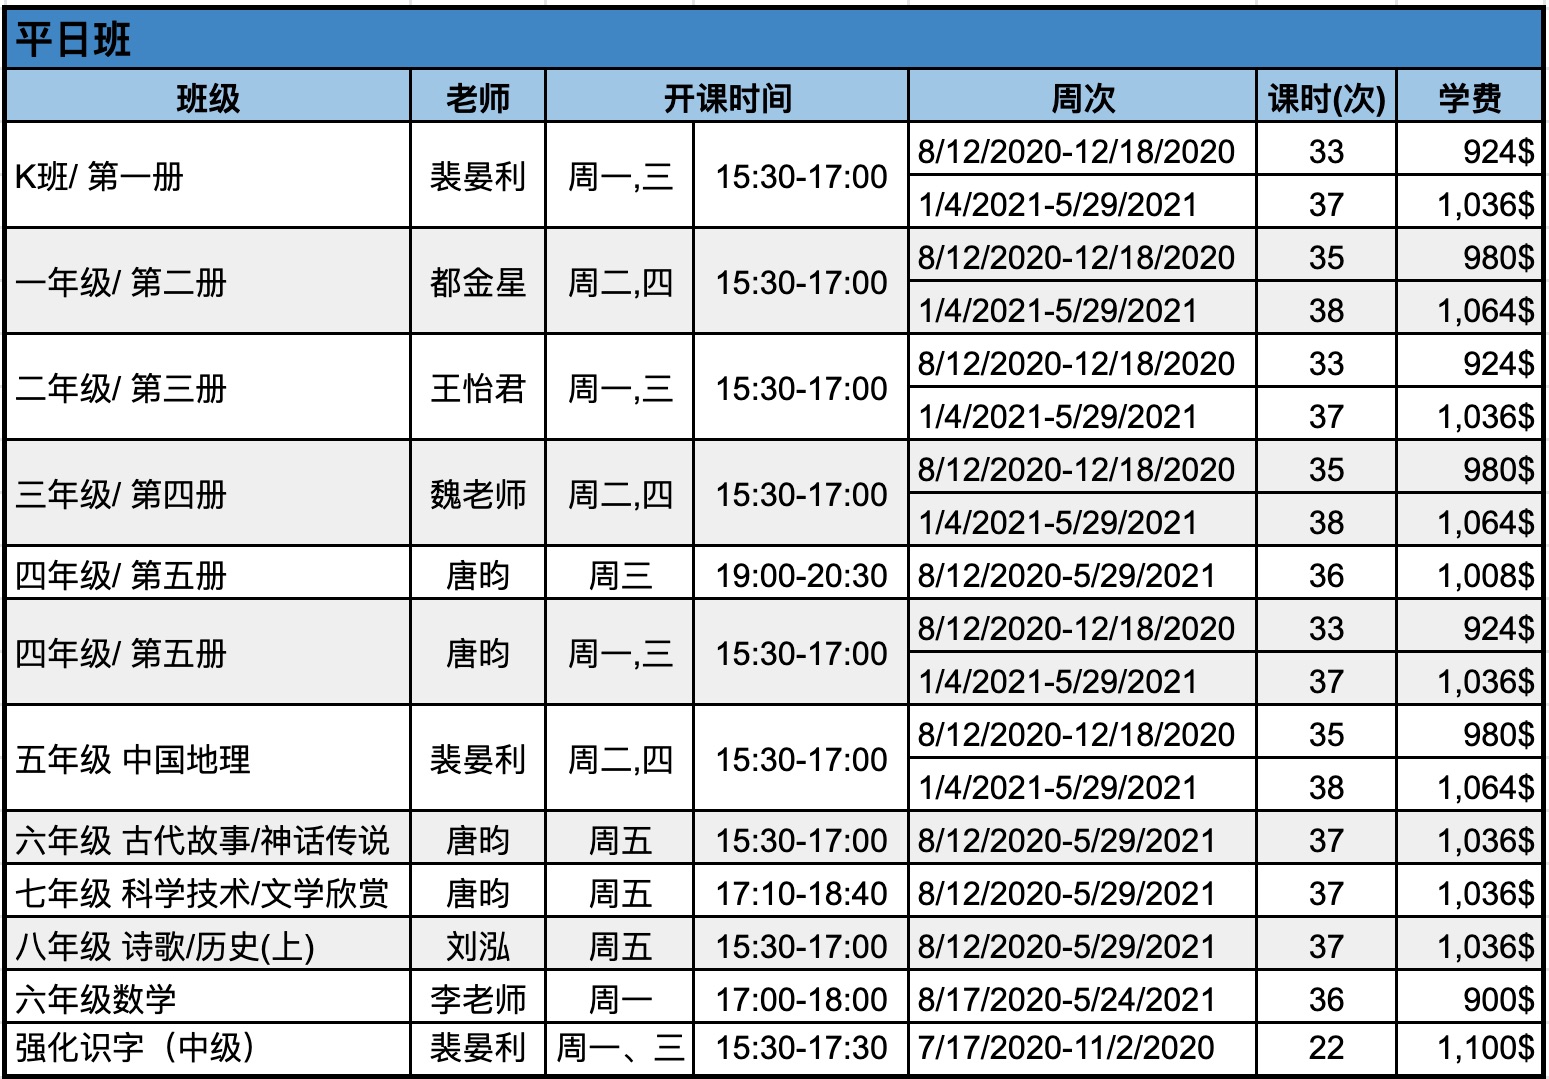 平日班
班级 老师 开课时间 周次 课时(次) 学费
K班/ 第一册 裴晏利 周一,三 15:30-17:00 8/12/2020-12/18/2020 33 924$
1/4/2021-5/29/2021 37 1,036$
一年级/ 第二册 都金星 周二,四 15:30-17:00 8/12/2020-12/18/2020 35 980$
1/4/2021-5/29/2021 38 1,064$
二年级/ 第三册 王怡君 周一,三 15:30-17:00 8/12/2020-12/18/2020 33 924$
1/4/2021-5/29/2021 37 1,036$
三年级/ 第四册 魏老师 周二,四 15:30-17:00 8/12/2020-12/18/2020 35 980$
1/4/2021-5/29/2021 38 1,064$
四年级/ 第五册 唐昀 周三 19:00-20:30 8/12/2020-5/29/2021 36 1,008$
四年级/ 第五册 唐昀 周一,三 15:30-17:00 8/12/2020-12/18/2020 33 924$
1/4/2021-5/29/2021 37 1,036$
五年级 中国地理 裴晏利 周二,四 15:30-17:00 8/12/2020-12/18/2020 35 980$
1/4/2021-5/29/2021 38 1,064$
六年级 古代故事/神话传说 唐昀 周五 15:30-17:00 8/12/2020-5/29/2021 37 1,036$
七年级 科学技术/文学欣赏 唐昀 周五 17:10-18:40 8/12/2020-5/29/2021 37 1,036$
八年级 诗歌/历史(上) 刘泓 周五 15:30-17:00 8/12/2020-5/29/2021 37 1,036$
六年级数学 李老师 周一 17:00-18:00 8/17/2020-5/24/2021 36 900$
强化识字（中级） 裴晏利 周一、三 15:30-17:30 7/17/2020-11/2/2020 22 1,100$